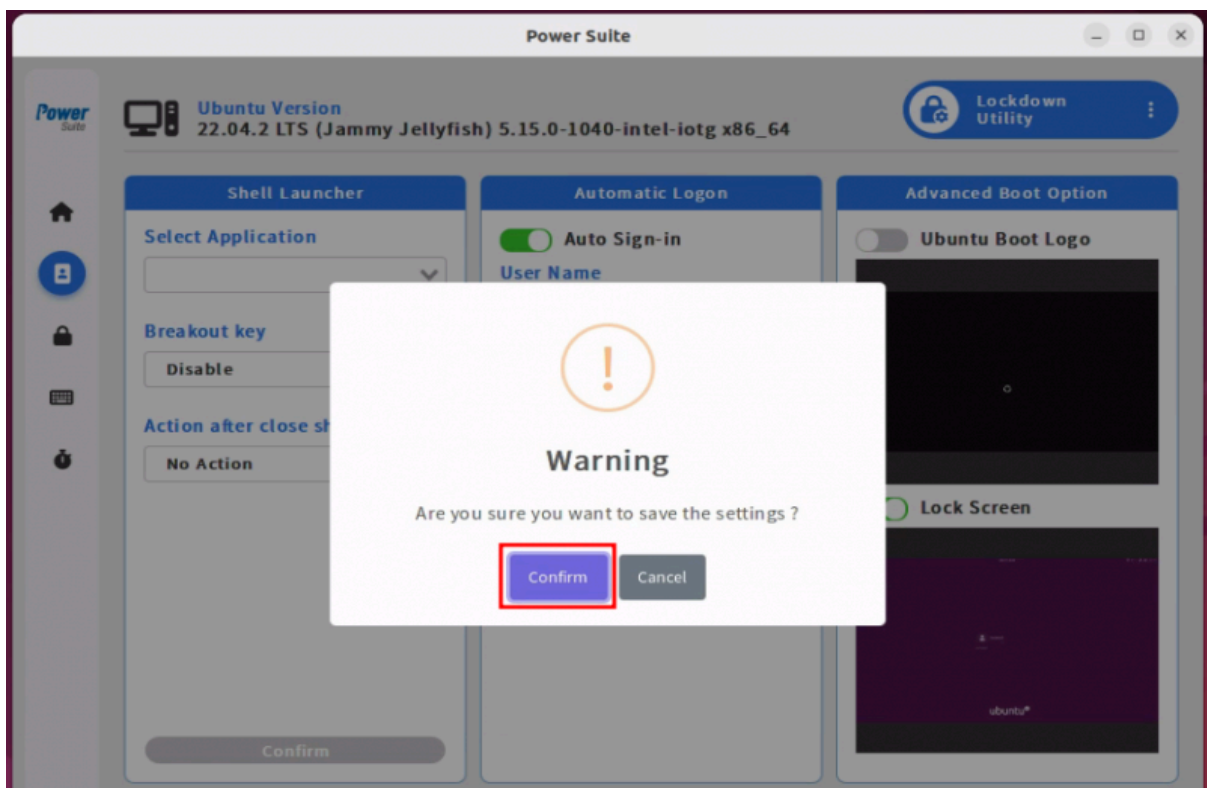 Power Suite
Power
Suite
Ubuntu Version
22.04.2 LTS (Jammy Jellyfish) 5.15.0-1040-intel-iotg x86_64
Lockdown
Utility
Shell Launcher
Select Application
Breakout key
Disable
Action after close sh
No Action
Confirm
Automatic Logon
Auto Sign-in
User Name
Advanced Boot Option
Ubuntu Boot Logo
Lock Screen
ubuntu
!
Warning
Are you sure you want to save the settings ?
Confirm Cancel